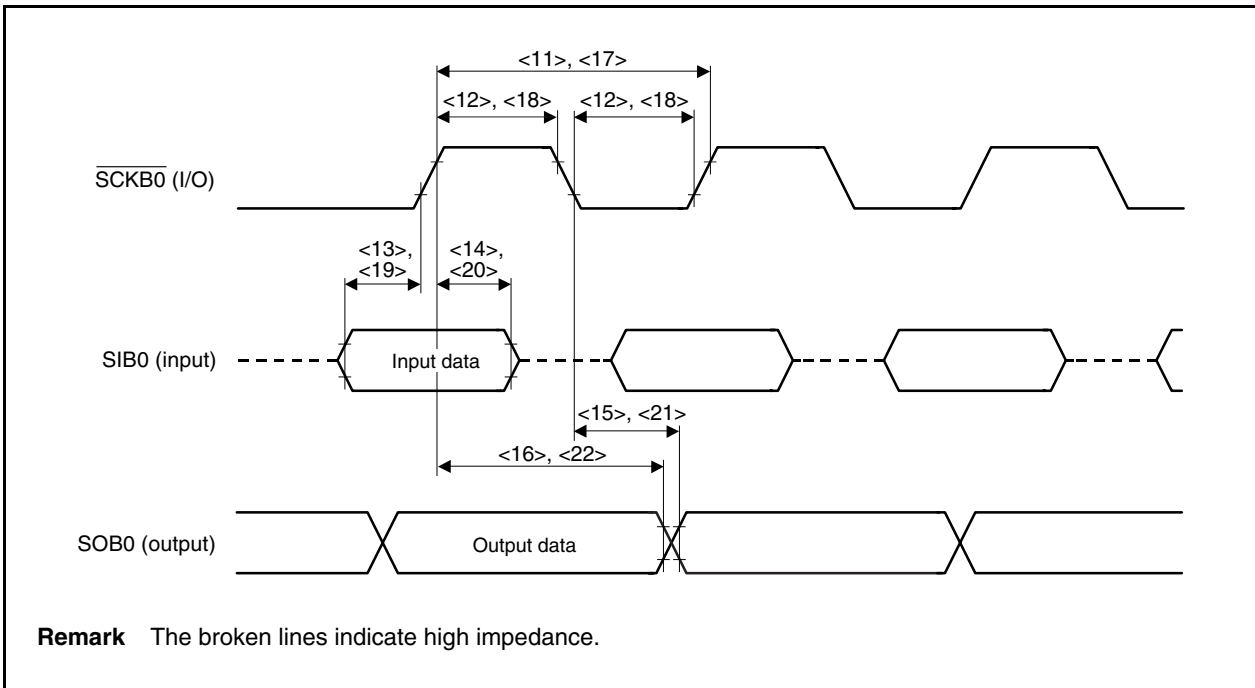 <11>, <17>
<12>, <18> <12>, <18>
SCKB0 (I/O)
<13>, <14>,
<19> <20>
SIB0 (input)
Input data
<15>, <21>
<16>, <22>
SOB0 (output)
Output data
Remark The broken lines indicate high impedance.